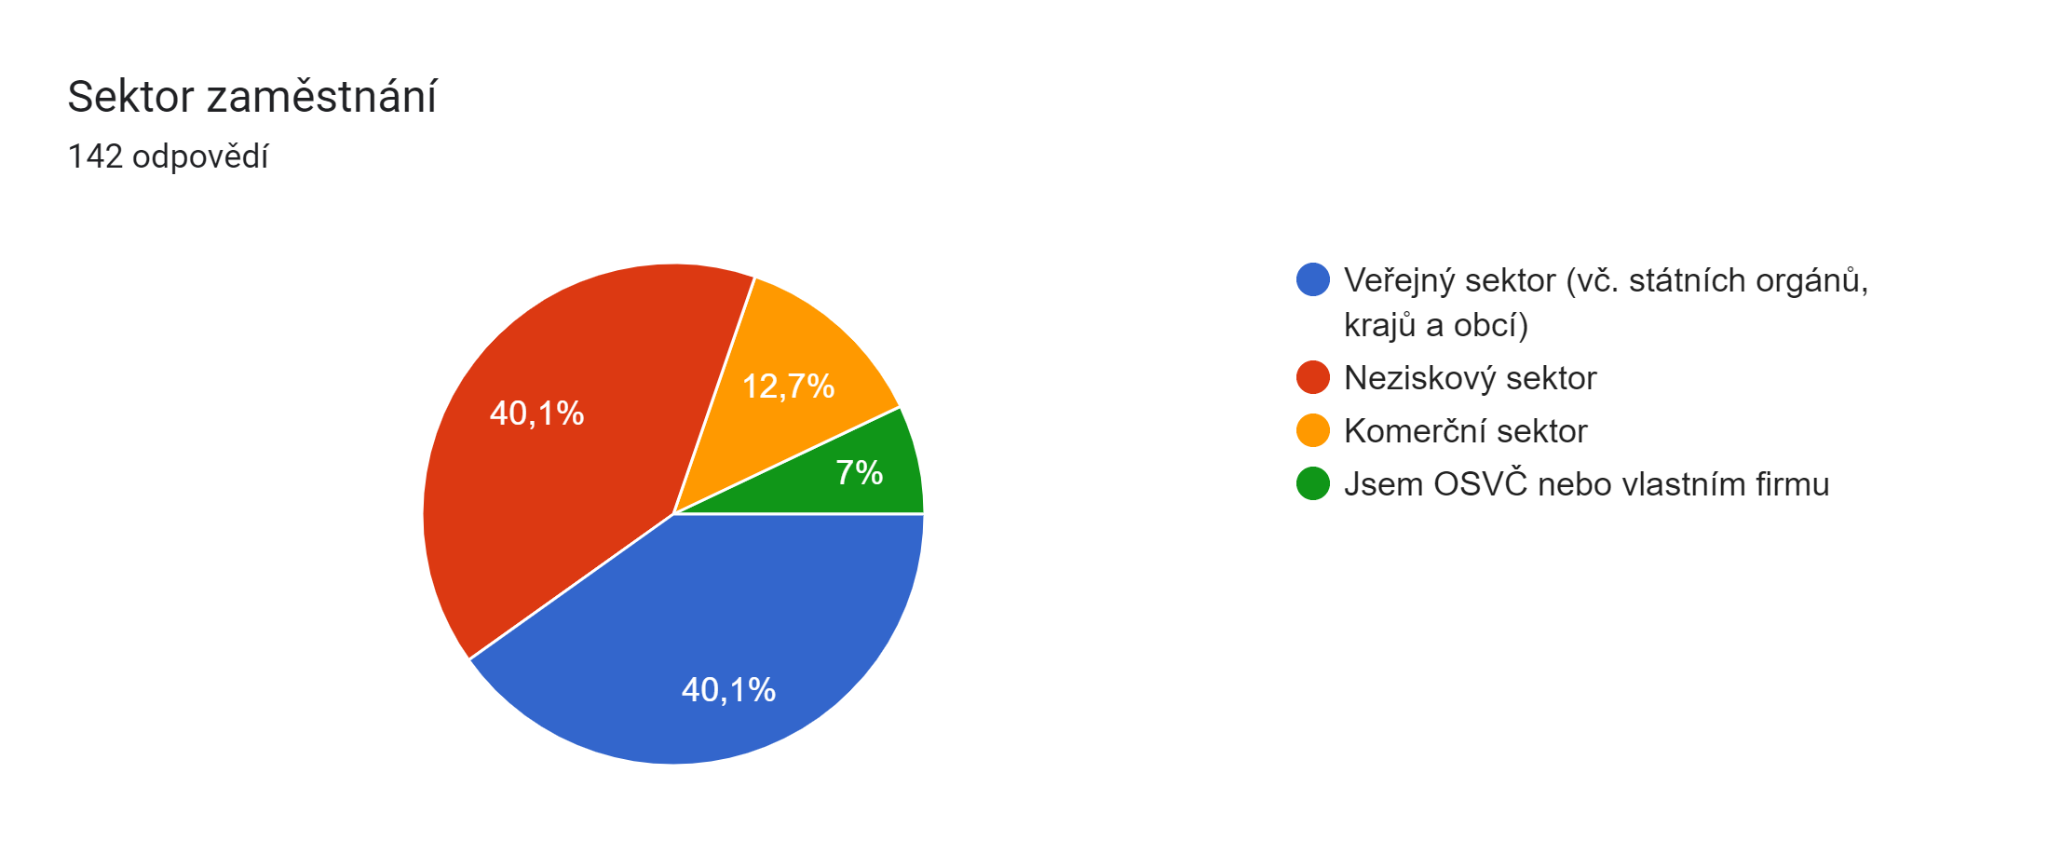 Sektor zaměstnání
142 odpovědí
40,1%
12,7%
7%
40,1%
Veřejný sektor (vč. státních orgánů,
krajů a obcí)
Neziskový sektor
Komerční sektor
Jsem OSVČ nebo vlastním firmu